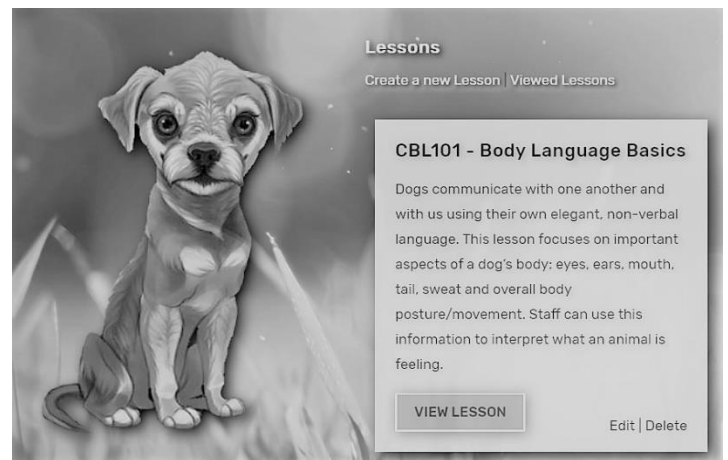 Lessons
Create a new Lesson | Viewed Lessons
CBL101 - Body Language Basics
Dogs communicate with one another and
with us using their own elegant, non-verbal
language. This lesson focuses on important
aspects of a dog's body: eyes, ears, mouth,
tail, sweat and overall body
posture/movement. Staff can use this
information to interpret what an animal is
feeling.
VIEW LESSON
Edit | Delete